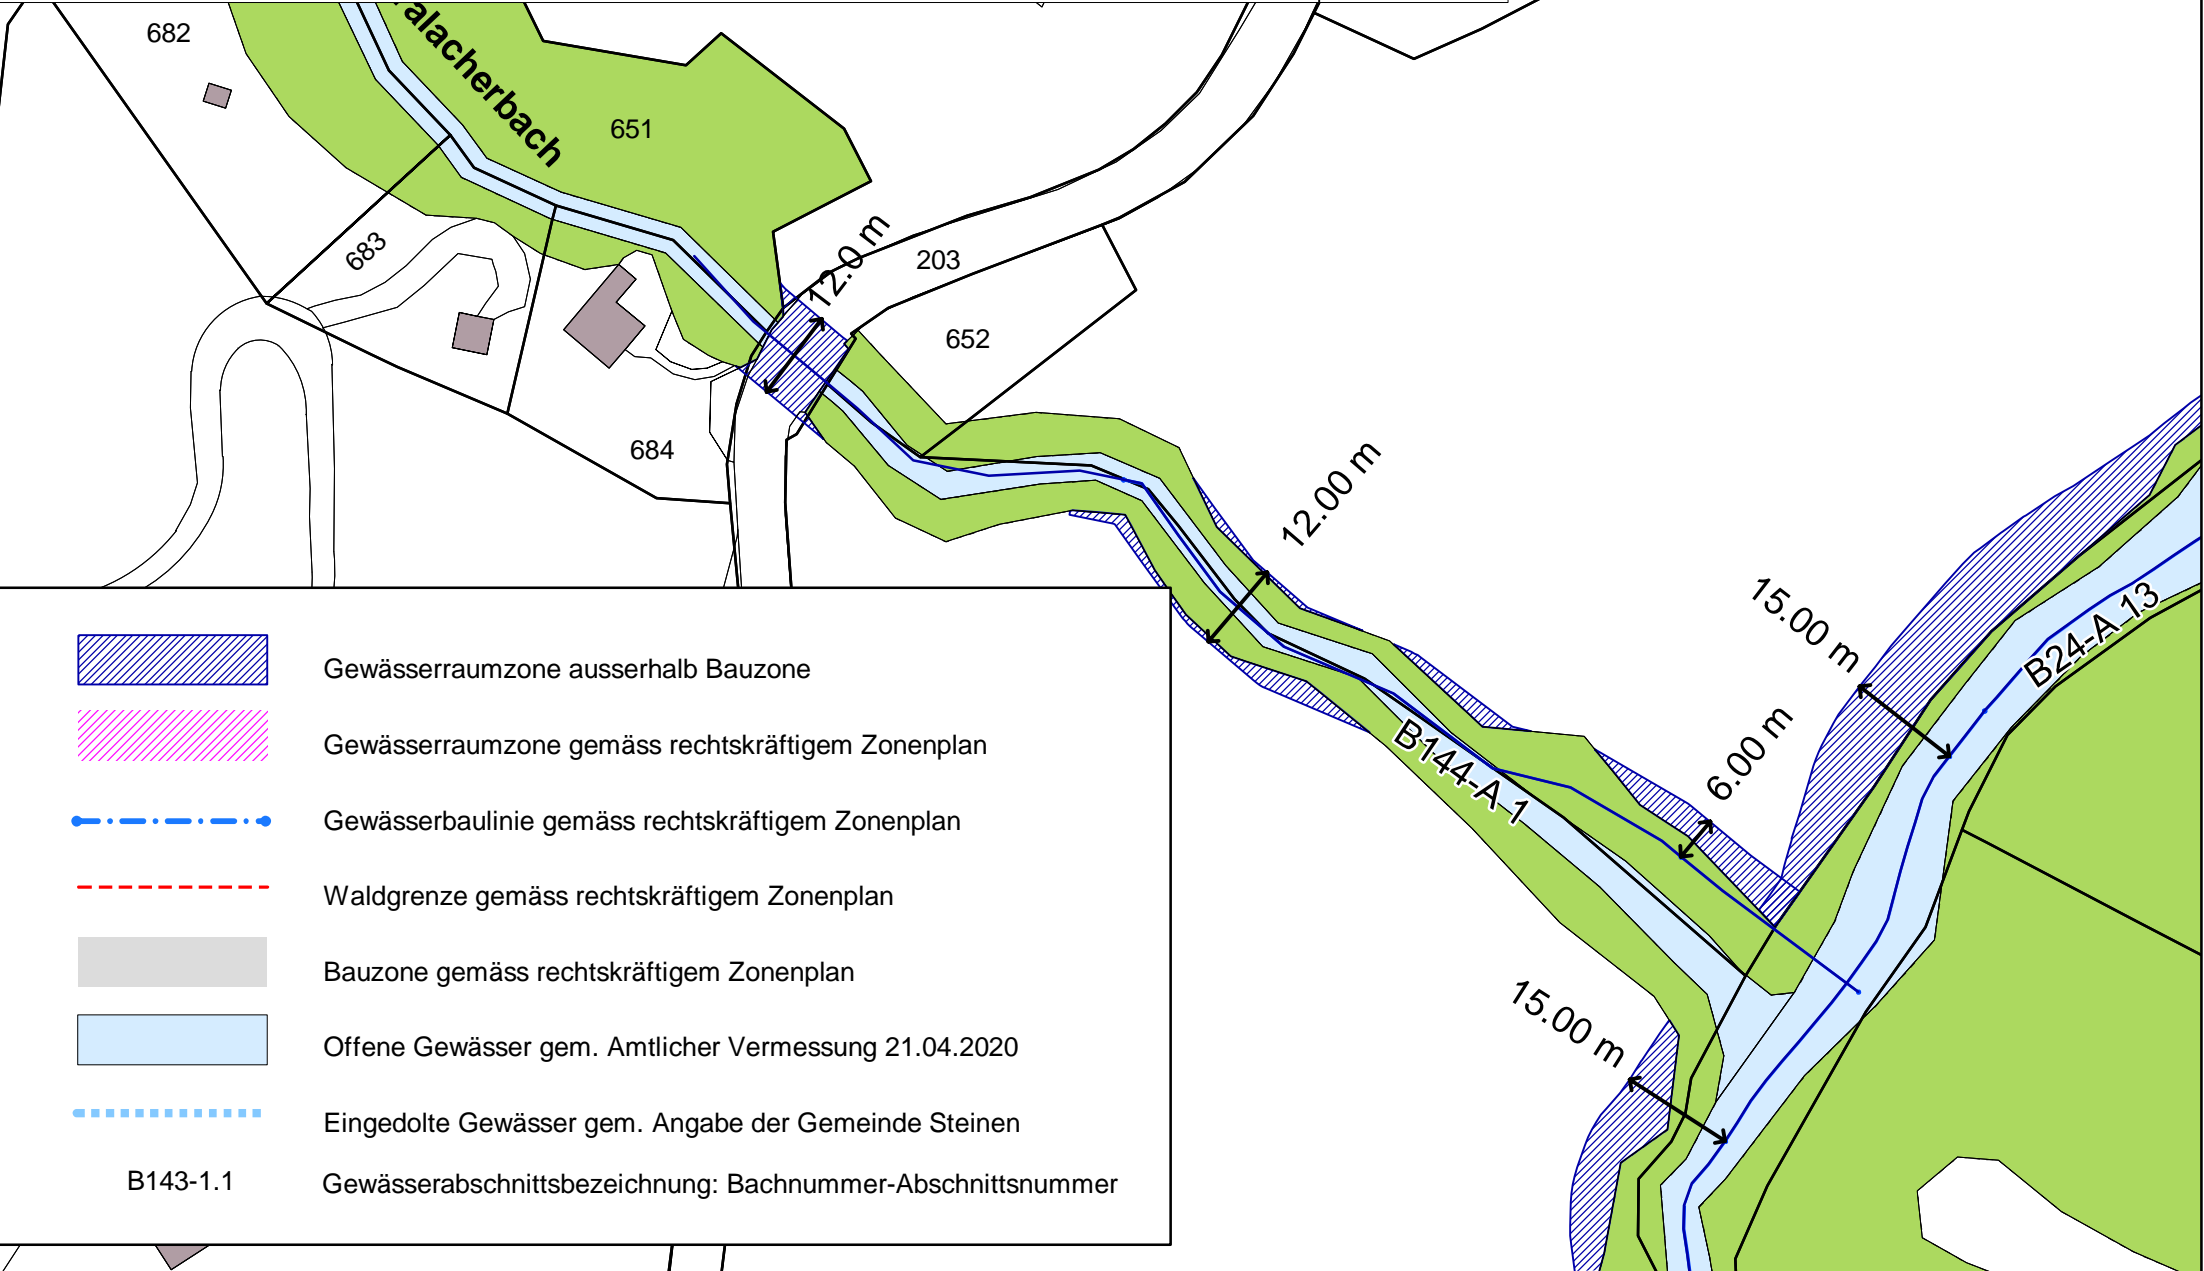 682
alacherbach
651
683
12.0 m
203
652
684
12.00 m
15.00 m
B24-A 13
6.00 m
B144-A 1
15.00 m
Gewässerraumzone ausserhalb Bauzone
Gewässerraumzone gemäss rechtskräftigem Zonenplan
Gewässerbaulinie gemäss rechtskräftigem Zonenplan
Waldgrenze gemäss rechtskräftigem Zonenplan
Bauzone gemäss rechtskräftigem Zonenplan
Offene Gewässer gem. Amtlicher Vermessung 21.04.2020
Eingedolte Gewässer gem. Angabe der Gemeinde Steinen
B143-1.1 Gewässerabschnittsbezeichnung: Bachnummer-Abschnittsnummer